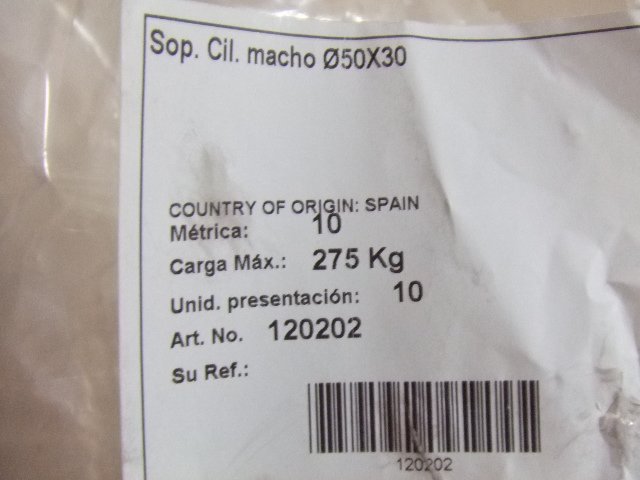 Sop. Cil. macho Ø50X30
COUNTRY OF ORIGIN: SPAIN
Métrica: 10
Carga Máx.: 275 Kg
Unid. presentación: 10
Art. No. 120202
Su Ref.:
120202